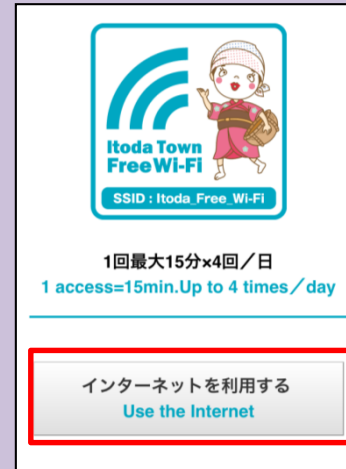 Itoda Town
Free Wi-Fi
SSID : Itoda_Free_Wi-Fi
1回最大15分×4回／日
1 access=15min.Up to 4 times／day
インターネットを利用する
Use the Internet